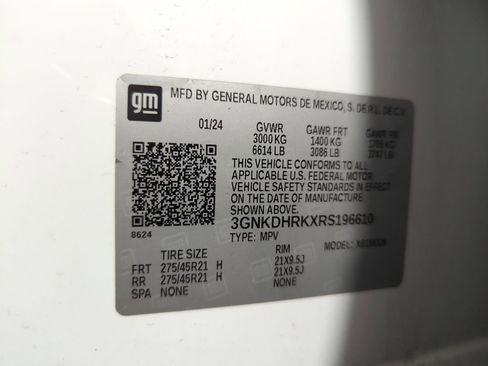 gm
MFD BY GENERAL MOTORS DE MEXICO, S. DE R.L. DE C.V.
01/24 GVWR GAWR FRT GAWR RR
3000 KG 1400 KG
6614 LB 3086 LB
THIS VEHICLE CONFORMS TO ALL
APPLICABLE U.S. FEDERAL MOTOR
VEHICLE SAFETY STANDARDS IN EFFECT
ON THE DATE OF MANUFACTURE
SHOWN ABOVE.
3GNKDHRKXRS196610
TYPE: MPV MODEL:
8624
TIRE SIZE RIM
FRT 275/45R21 H 21X9.5J
RR 275/45R21 H 21X9.5J
SPA NONE NONE